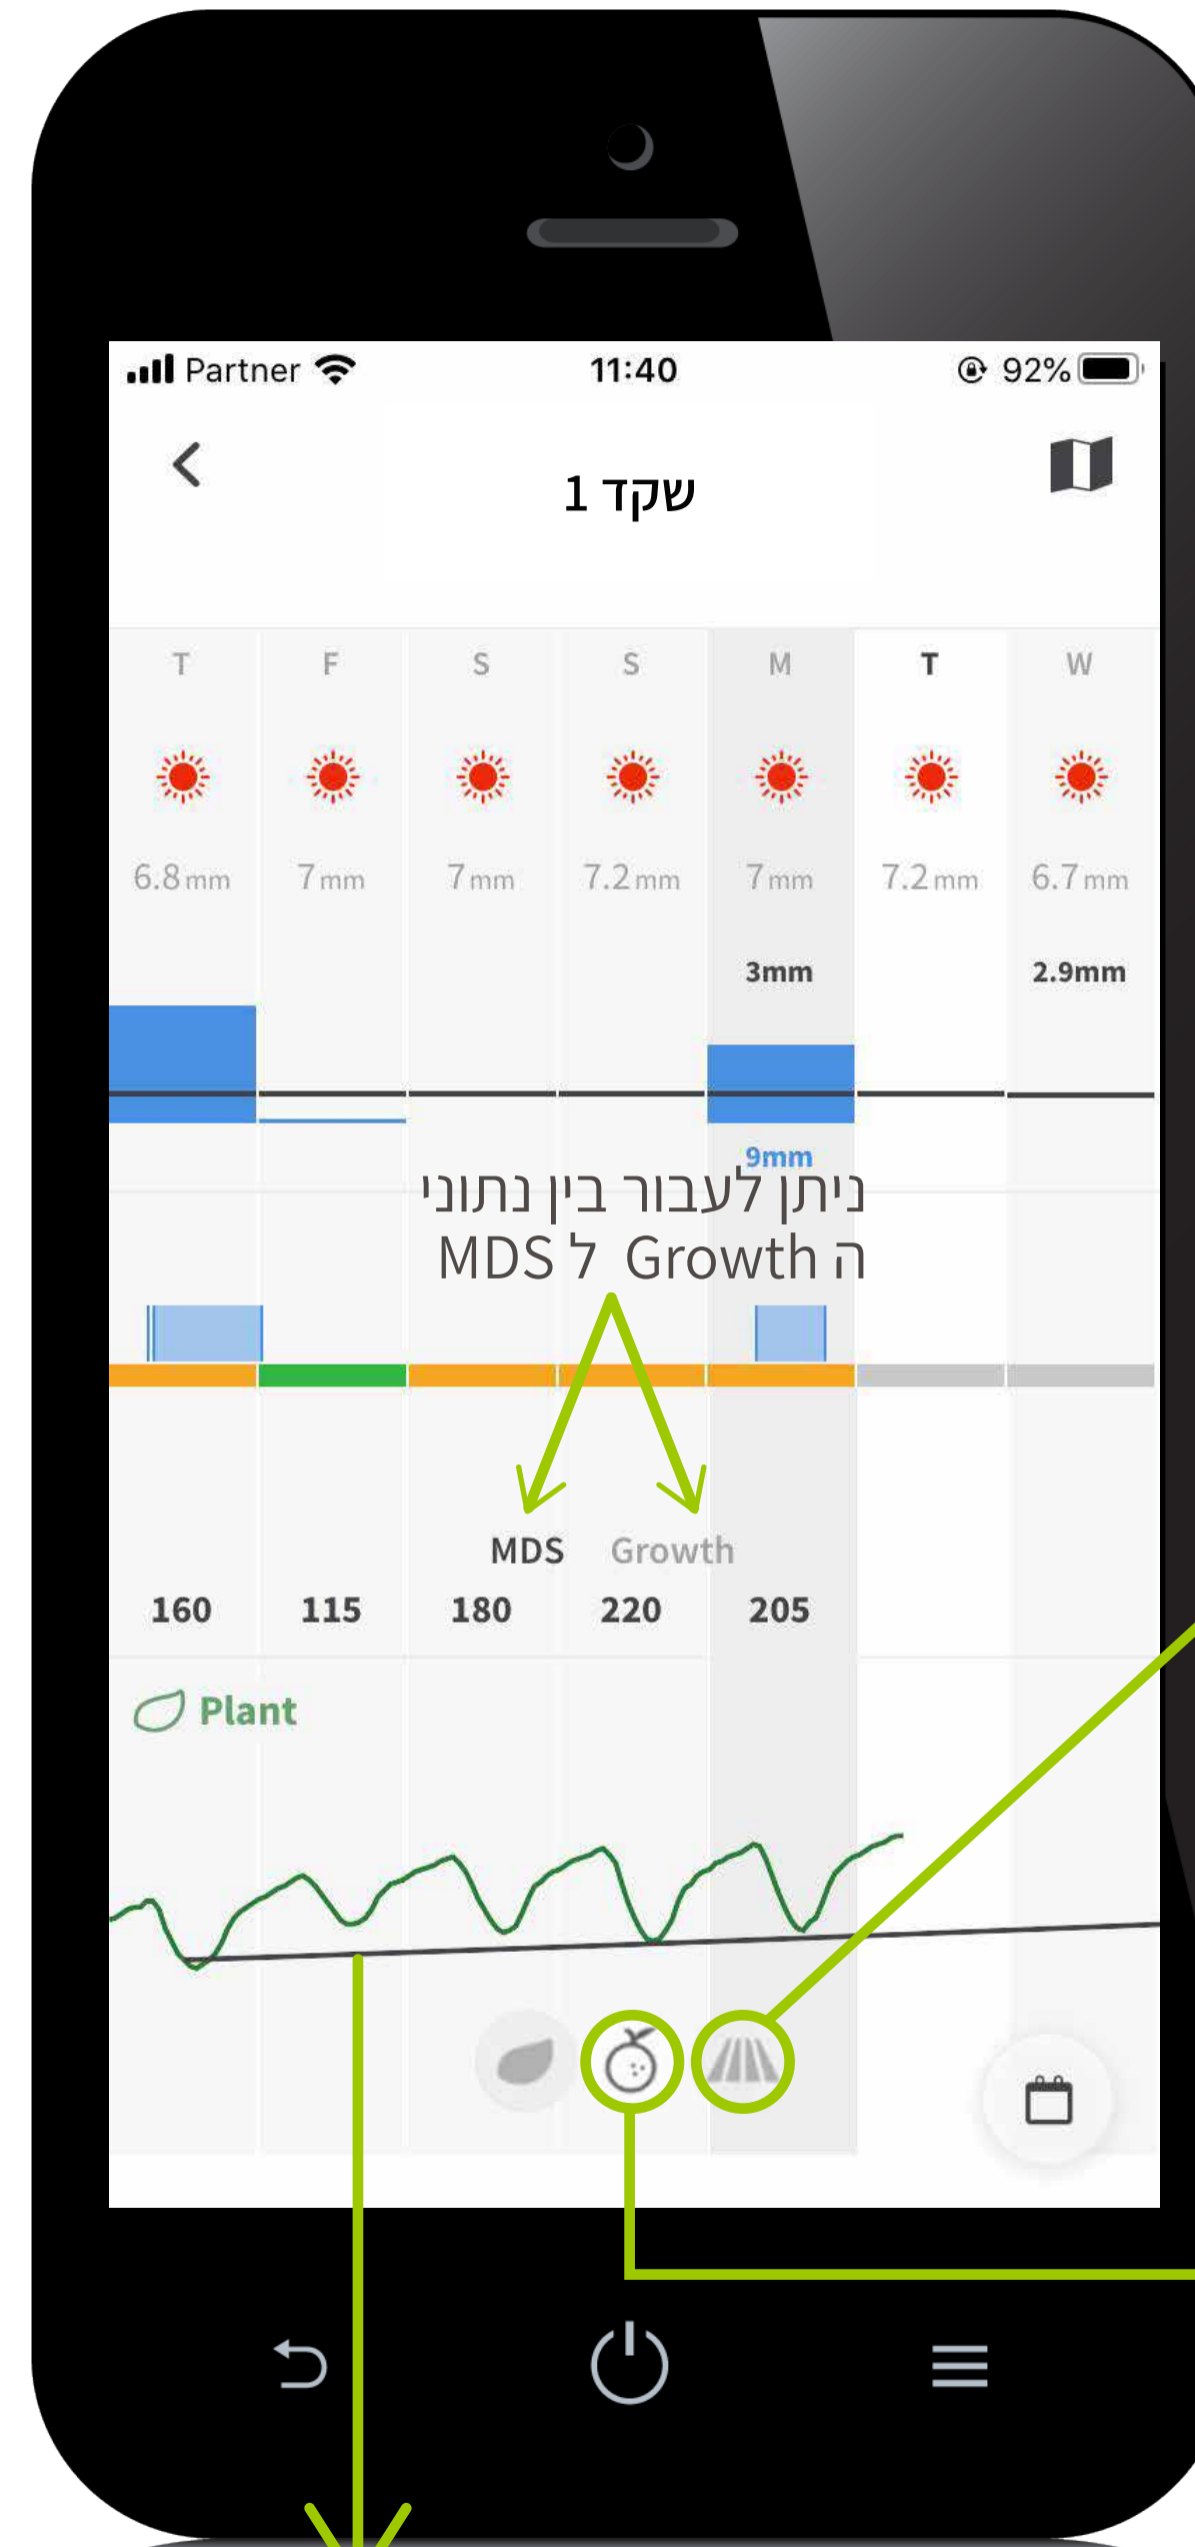 Partner 11:40 92%
שקד 1
T F S S M T W
6.8mm 7mm 7mm 7.2mm 7mm 7.2mm 6.7mm
3mm 2.9mm
9mm
ניתן לעבור בין נתוני
ה Growth ל MDS
MDS Growth
160 115 180 220 205
Plant